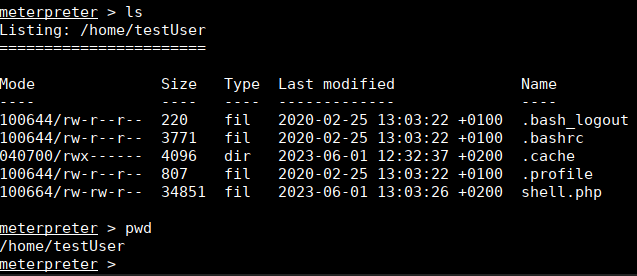 meterpreter > ls
Listing: /home/testUser
=======================
Mode              Size   Type  Last modified              Name
----              ----   ----  -------------              ----
100644/rw-r--r--  220    fil   2020-02-25 13:03:22 +0100  .bash_logout
100644/rw-r--r--  3771   fil   2020-02-25 13:03:22 +0100  .bashrc
040700/rwx------  4096   dir   2023-06-01 12:32:37 +0200  .cache
100644/rw-r--r--  807    fil   2020-02-25 13:03:22 +0100  .profile
100664/rw-rw-r--  34851  fil   2023-06-01 13:03:26 +0200  shell.php
meterpreter > pwd
/home/testUser
meterpreter >